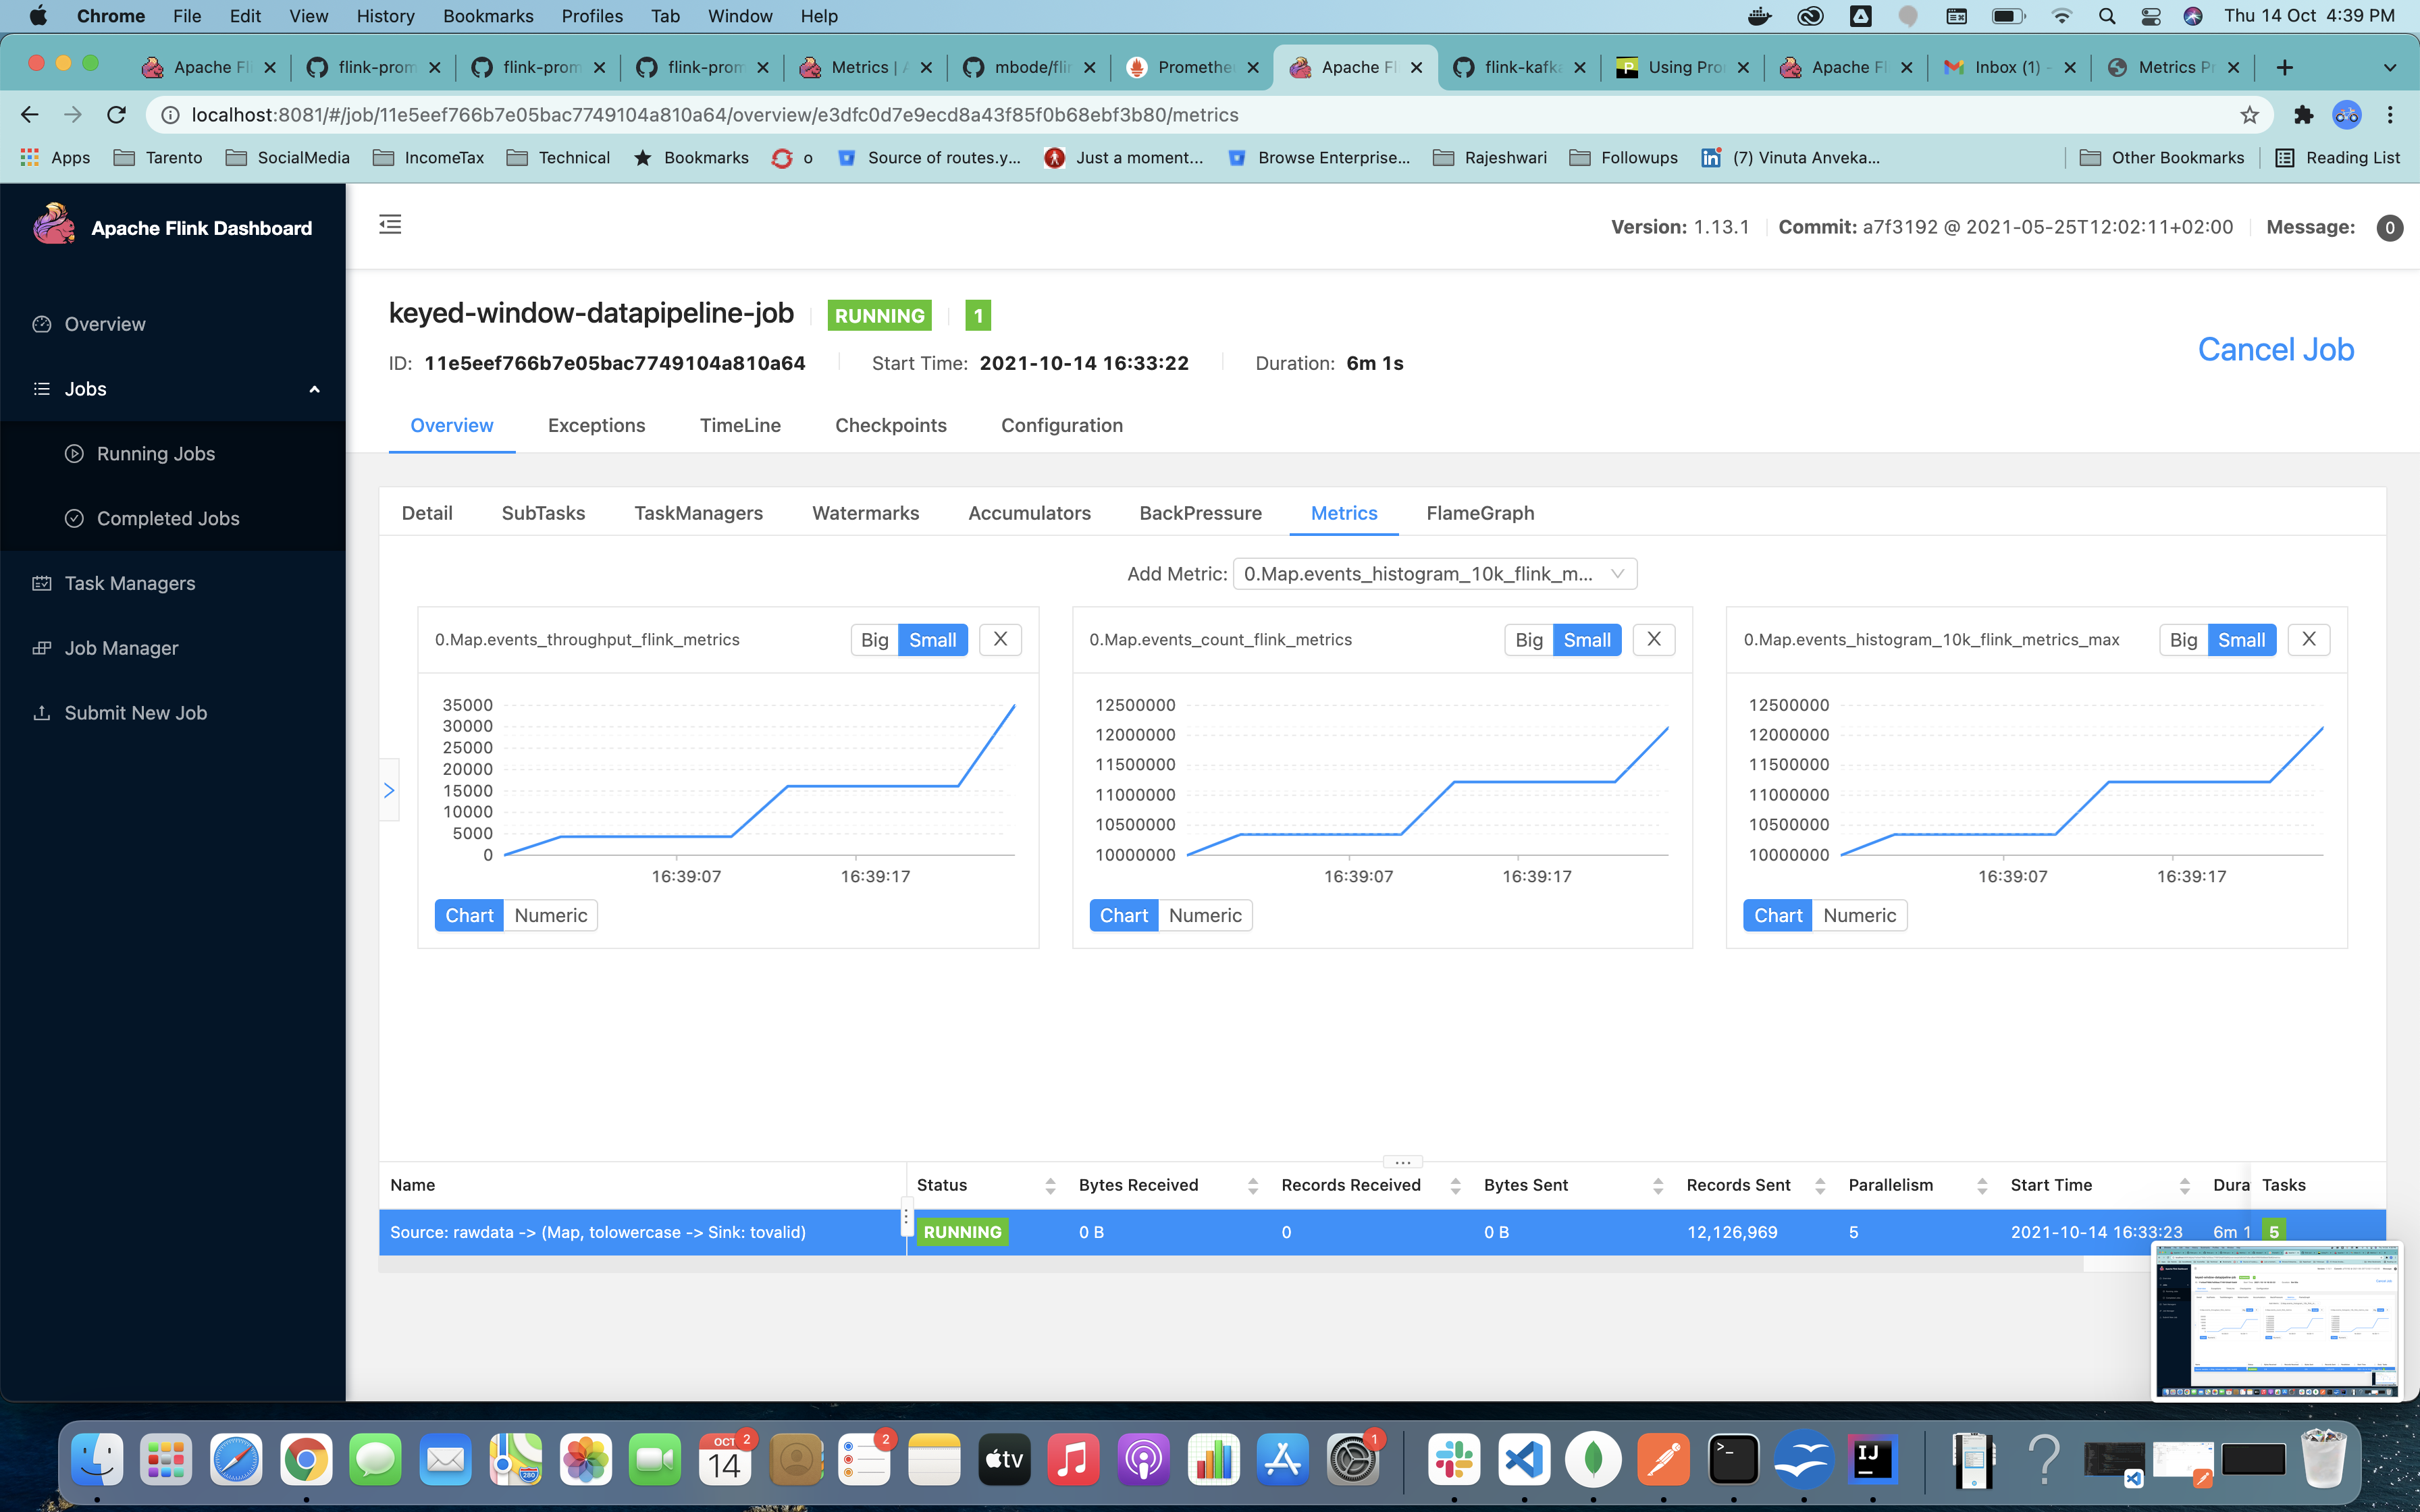 Chrome File Edit View History Bookmarks Profiles Tab Window Help Thu 14 Oct 4:39 PM
Apache Fl flink-prom flink-prom flink-prom Metrics | A mbode/flin Promethe Apache Fl flink-kafk Using Pro Apache Fl Inbox (1) - Metrics P
localhost:8081/#/job/11e5eef766b7e05bac7749104a810a64/overview/e3dfc0d7e9ecd8a43f85f0b68ebf3b80/metrics
Apps Tarento SocialMedia IncomeTax Technical Bookmarks o Source of routes.y... Just a moment... Browse Enterprise... Rajeshwari Followups (7) Vinuta Anveka... Other Bookmarks Reading List
Apache Flink Dashboard
Version: 1.13.1 Commit: a7f3192 @ 2021-05-25T12:02:11+02:00 Message: 0
Overview
Jobs
Running Jobs
Completed Jobs
Task Managers
Job Manager
Submit New Job
keyed-window-datapipeline-job RUNNING 1
ID: 11e5eef766b7e05bac7749104a810a64 Start Time: 2021-10-14 16:33:22 Duration: 6m 1s
Cancel Job
Overview Exceptions TimeLine Checkpoints Configuration
Detail SubTasks TaskManagers Watermarks Accumulators BackPressure Metrics FlameGraph
Add Metric: 0.Map.events_histogram_10k_flink_m...
0.Map.events_throughput_flink_metrics Big Small X
35000
30000
25000
20000
15000
10000
5000
0
16:39:07 16:39:17
Chart Numeric
0.Map.events_count_flink_metrics Big Small X
12500000
12000000
11500000
11000000
10500000
10000000
16:39:07 16:39:17
Chart Numeric
0.Map.events_histogram_10k_flink_metrics_max Big Small X
12500000
12000000
11500000
11000000
10500000
10000000
16:39:07 16:39:17
Chart Numeric
Name Status Bytes Received Records Received Bytes Sent Records Sent Parallelism Start Time Dura Tasks
Source: rawdata -> (Map, tolowercase -> Sink: tovalid) RUNNING 0 B 0 0 B 12,126,969 5 2021-10-14 16:33:23 6m 1 5
OCT 2
14
2
tv
1
IJ
280